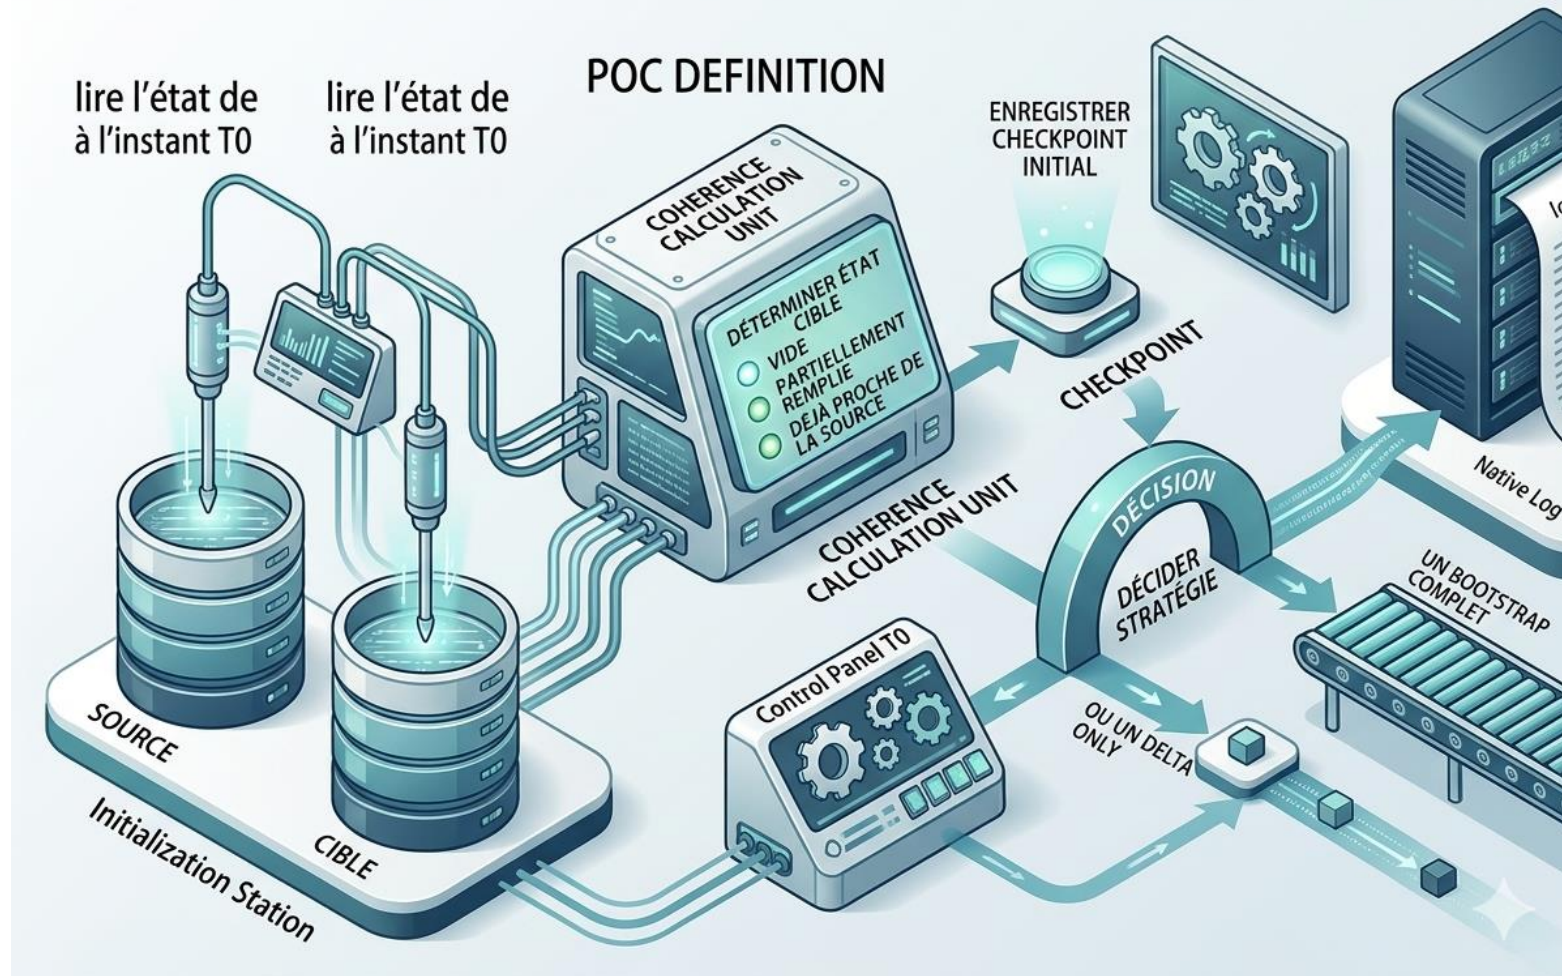 lire l'état de
à l'instant T0
lire l'état de
à l'instant T0
POC DEFINITION
COHERENCE
CALCULATION
UNIT
DÉTERMINER ÉTAT
CIBLE
VIDE
PARTIELLEMENT
REMPLIE
DÉJÀ PROCHE DE
LA SOURCE
ENREGISTRER
CHECKPOINT
INITIAL
CHECKPOINT
COHERENCE
CALCULATION UNIT
DÉCISION
DÉCIDER
STRATÉGIE
Native Log
UN BOOTSTRAP
COMPLET
OU UN DELTA
ONLY
Control Panel T0
SOURCE
CIBLE
Initialization Station